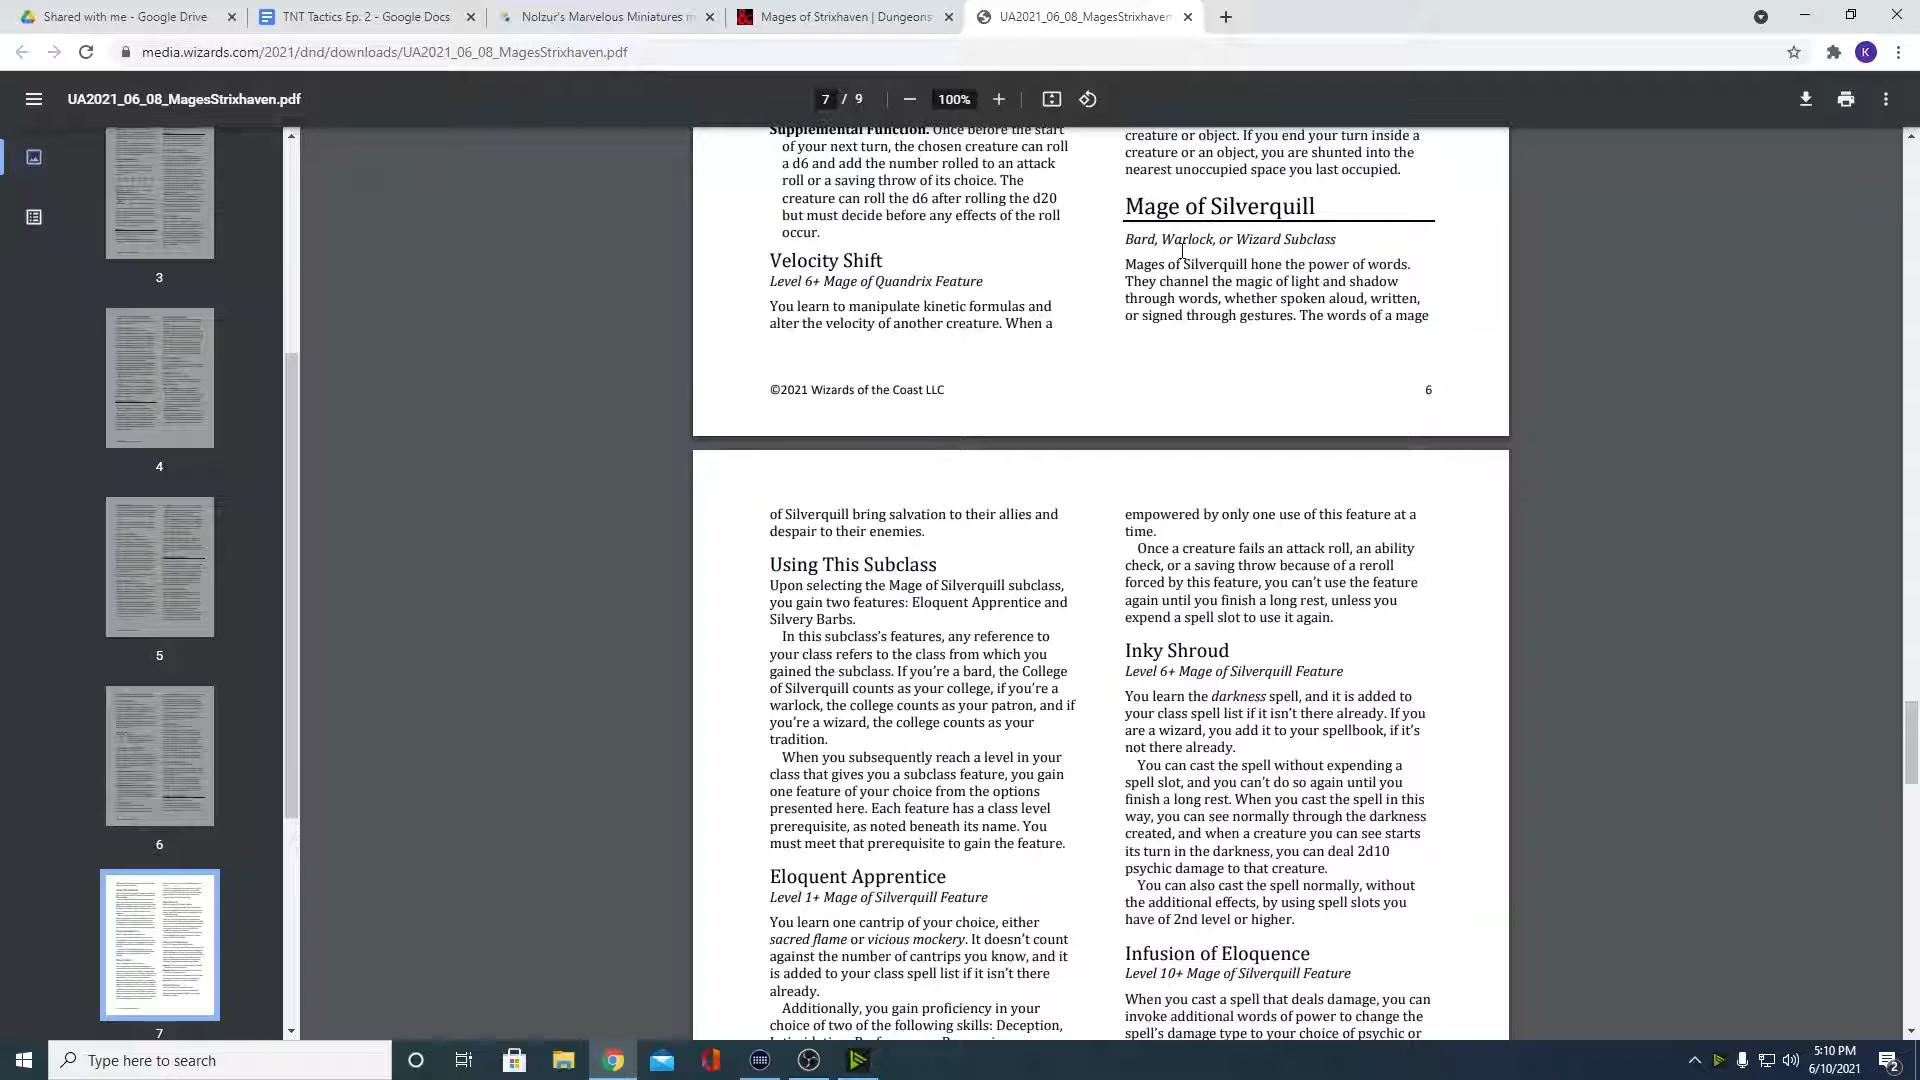 Shared with me - Google Drive
TNT Tactics Ep. 2 - Google Docs
Nolzur's Marvelous Miniatures
Mages of Strixhaven | Dungeons
UA2021_06_08_MagesStrixhaven
media.wizards.com/2021/dnd/downloads/UA2021_06_08_MagesStrixhaven.pdf
K
UA2021_06_08_MagesStrixhaven.pdf
7 / 9
100%
3
4
5
6
7
Supplemental Function. Once before the start
of your next turn, the chosen creature can roll
a d6 and add the number rolled to an attack
roll or a saving throw of its choice. The
creature can roll the d6 after rolling the d20
but must decide before any effects of the roll
occur.
Velocity Shift
Level 6+ Mage of Quandrix Feature
You learn to manipulate kinetic formulas and
alter the velocity of another creature. When a
creature or object. If you end your turn inside a
creature or an object, you are shunted into the
nearest unoccupied space you last occupied.
Mage of Silverquill
Bard, Warlock, or Wizard Subclass
Mages of Silverquill hone the power of words.
They channel the magic of light and shadow
through words, whether spoken aloud, written,
or signed through gestures. The words of a mage
©2021 Wizards of the Coast LLC
6
of Silverquill bring salvation to their allies and
despair to their enemies.
Using This Subclass
Upon selecting the Mage of Silverquill subclass,
you gain two features: Eloquent Apprentice and
Silvery Barbs.
In this subclass's features, any reference to
your class refers to the class from which you
gained the subclass. If you're a bard, the College
of Silverquill counts as your college, if you're a
warlock, the college counts as your patron, and if
you're a wizard, the college counts as your
tradition.
When you subsequently reach a level in your
class that gives you a subclass feature, you gain
one feature of your choice from the options
presented here. Each feature has a class level
prerequisite, as noted beneath its name. You
must meet that prerequisite to gain the feature.
Eloquent Apprentice
Level 1+ Mage of Silverquill Feature
You learn one cantrip of your choice, either
sacred flame or vicious mockery. It doesn't count
against the number of cantrips you know, and it
is added to your class spell list if it isn't there
already.
Additionally, you gain proficiency in your
choice of two of the following skills: Deception,
empowered by only one use of this feature at a
time.
Once a creature fails an attack roll, an ability
check, or a saving throw because of a reroll
forced by this feature, you can't use the feature
again until you finish a long rest, unless you
expend a spell slot to use it again.
Inky Shroud
Level 6+ Mage of Silverquill Feature
You learn the darkness spell, and it is added to
your class spell list if it isn't there already. If you
are a wizard, you add it to your spellbook, if it's
not there already.
You can cast the spell without expending a
spell slot, and you can't do so again until you
finish a long rest. When you cast the spell in this
way, you can see normally through the darkness
created, and when a creature you can see starts
its turn in the darkness, you can deal 2d10
psychic damage to that creature.
You can also cast the spell normally, without
the additional effects, by using spell slots you
have of 2nd level or higher.
Infusion of Eloquence
Level 10+ Mage of Silverquill Feature
When you cast a spell that deals damage, you can
invoke additional words of power to change the
spell's damage type to your choice of psychic or
Type here to search
5:10 PM
6/10/2021
2